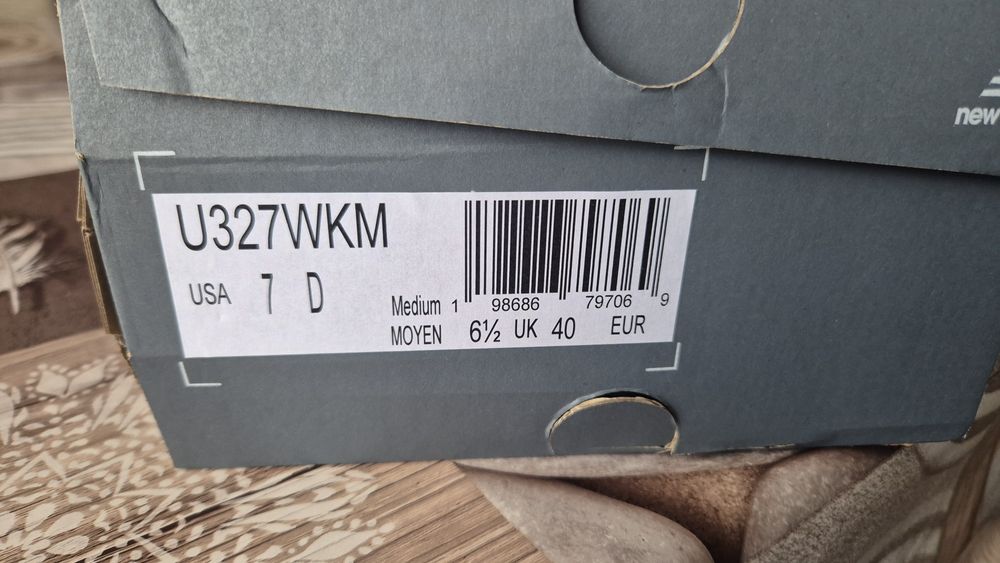 new
U327WKM
USA 7 D
Medium 1 98686 79706 9
MOYEN 6½ UK 40 EUR